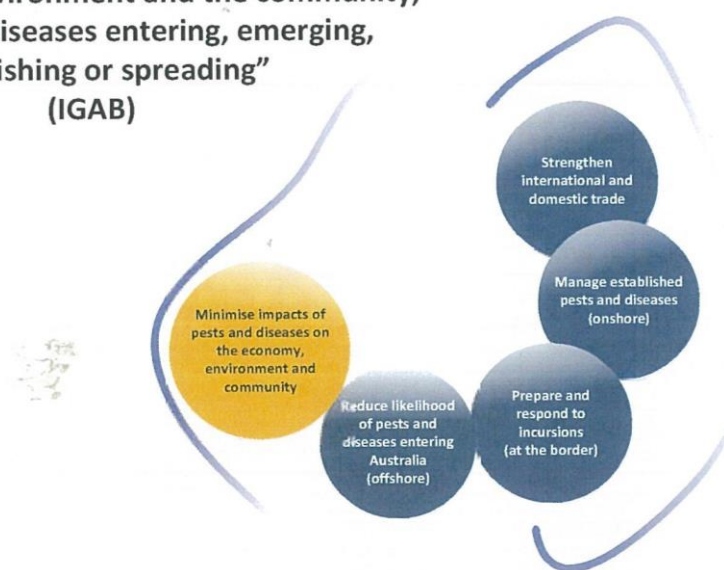 ironment and the community,
iseases entering, emerging,
ishing or spreading”
(IGAB)
Strengthen
international and
domestic trade
Manage established
pests and diseases
(onshore)
Minimise impacts of
pests and diseases on
the economy,
environment and
community
Reduce likelihood
of pests and
diseases entering
Australia
(offshore)
Prepare and
respond to
incursions
(at the border)